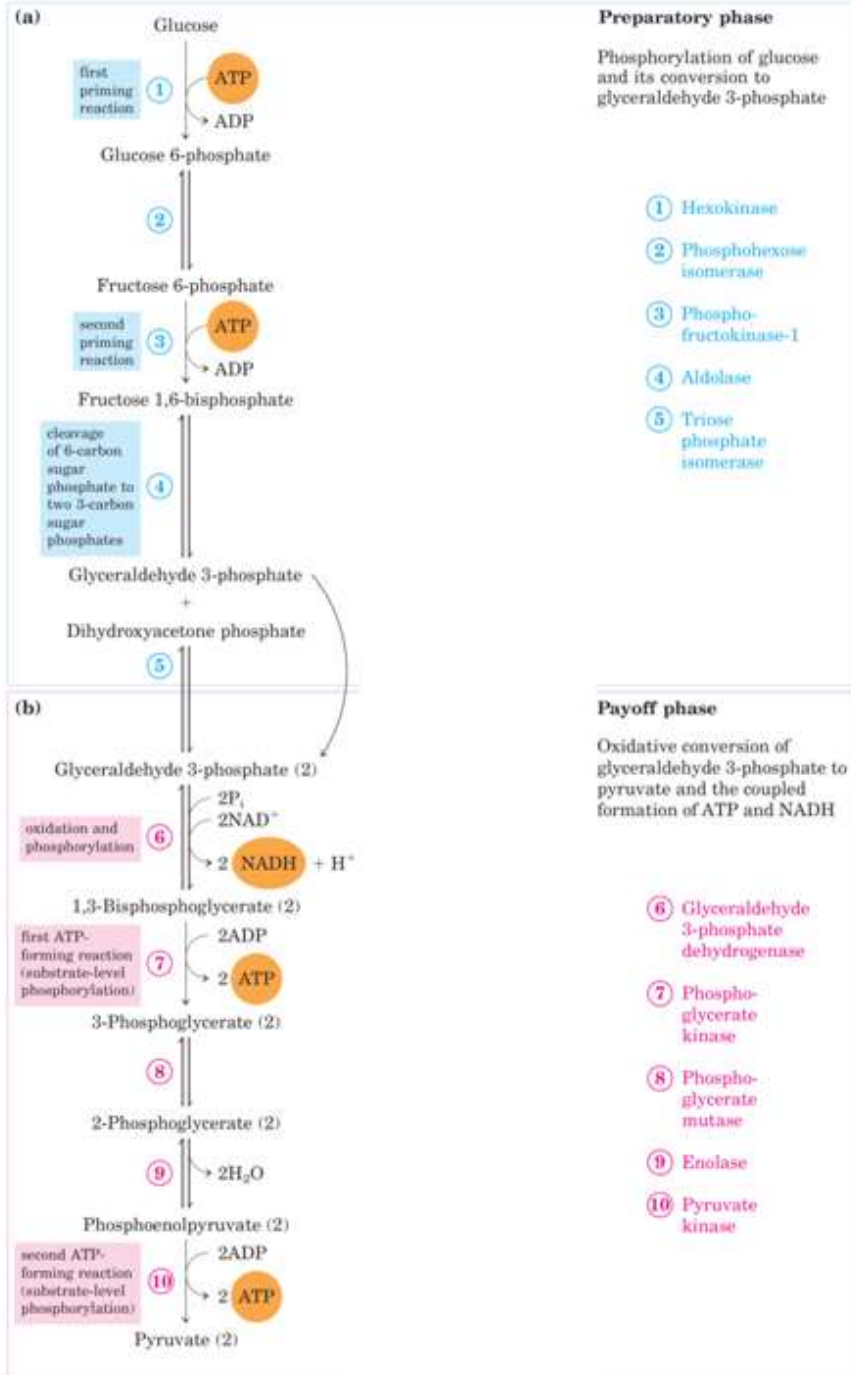 (a)
Glucose
first
priming
reaction
1
ATP
ADP
Glucose 6-phosphate
2
Fructose 6-phosphate
second
priming
reaction
3
ATP
ADP
Fructose 1,6-bisphosphate
cleavage
of 6-carbon
sugar
phosphate to
two 3-carbon
sugar
phosphates
4
Glyceraldehyde 3-phosphate
+
Dihydroxyacetone phosphate
5
Preparatory phase
Phosphorylation of glucose
and its conversion to
glyceraldehyde 3-phosphate
1 Hexokinase
2 Phosphohexose
isomerase
3 Phospho-
fructokinase-1
4 Aldolase
5 Triose
phosphate
isomerase
(b)
Glyceraldehyde 3-phosphate (2)
oxidation and
phosphorylation
6
2Pi
2NAD+
2 NADH + H+
1,3-Bisphosphoglycerate (2)
first ATP-
forming reaction
(substrate-level
phosphorylation)
7
2ADP
2 ATP
3-Phosphoglycerate (2)
8
2-Phosphoglycerate (2)
9
2H₂O
Phosphoenolpyruvate (2)
second ATP-
forming reaction
(substrate-level
phosphorylation)
10
2ADP
2 ATP
Pyruvate (2)
Payoff phase
Oxidative conversion of
glyceraldehyde 3-phosphate to
pyruvate and the coupled
formation of ATP and NADH
6 Glyceraldehyde
3-phosphate
dehydrogenase
7 Phospho-
glycerate
kinase
8 Phospho-
glycerate
mutase
9 Enolase
10 Pyruvate
kinase